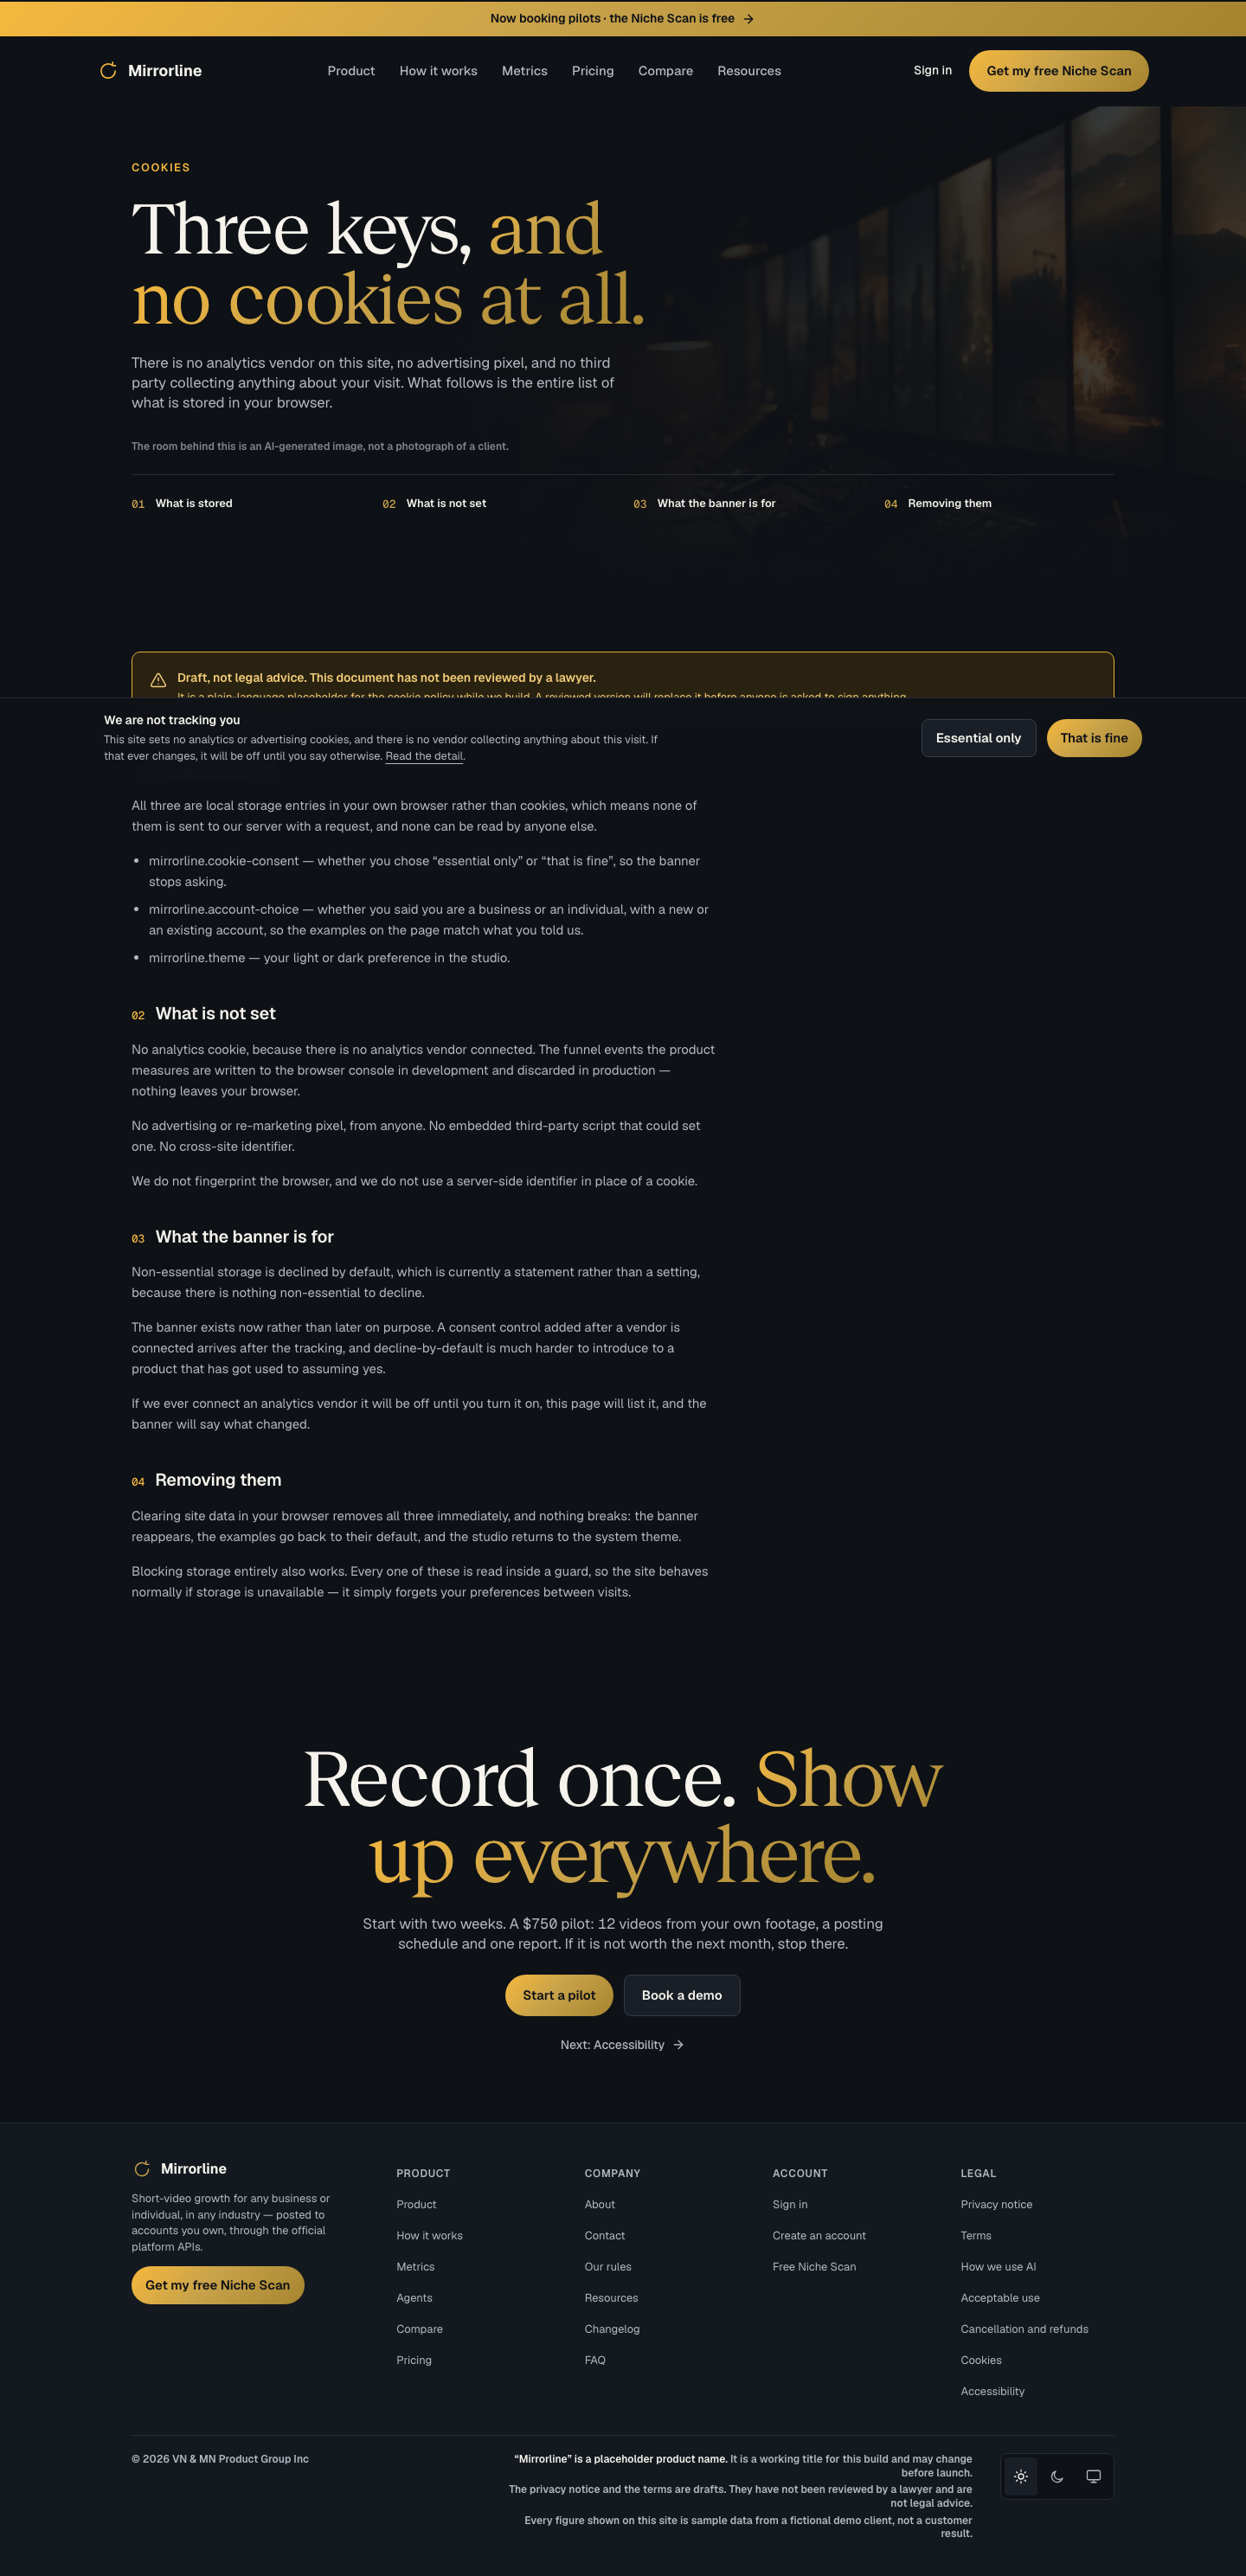 Now booking pilots · the Niche Scan is free →
Mirrorline
Product
How it works
Metrics
Pricing
Compare
Resources
Sign in
Get my free Niche Scan
COOKIES
Three keys, and
no cookies at all.
There is no analytics vendor on this site, no advertising pixel, and no third
party collecting anything about your visit. What follows is the entire list of
what is stored in your browser.
The room behind this is an AI-generated image, not a photograph of a client.
01 What is stored
02 What is not set
03 What the banner is for
04 Removing them
Draft, not legal advice. This document has not been reviewed by a lawyer.
It is a plain-language placeholder for the cookie policy while we build. A reviewed version will replace it before anyone is asked to sign anything.
We are not tracking you
This site sets no analytics or advertising cookies, and there is no vendor collecting anything about this visit. If
that ever changes, it will be off until you say otherwise. Read the detail.
Essential only
That is fine
All three are local storage entries in your own browser rather than cookies, which means none of
them is sent to our server with a request, and none can be read by anyone else.
• mirrorline.cookie-consent — whether you chose “essential only” or “that is fine”, so the banner
stops asking.
• mirrorline.account-choice — whether you said you are a business or an individual, with a new or
an existing account, so the examples on the page match what you told us.
• mirrorline.theme — your light or dark preference in the studio.
02 What is not set
No analytics cookie, because there is no analytics vendor connected. The funnel events the product
measures are written to the browser console in development and discarded in production —
nothing leaves your browser.
No advertising or re-marketing pixel, from anyone. No embedded third-party script that could set
one. No cross-site identifier.
We do not fingerprint the browser, and we do not use a server-side identifier in place of a cookie.
03 What the banner is for
Non-essential storage is declined by default, which is currently a statement rather than a setting,
because there is nothing non-essential to decline.
The banner exists now rather than later on purpose. A consent control added after a vendor is
connected arrives after the tracking, and decline-by-default is much harder to introduce to a
product that has got used to assuming yes.
If we ever connect an analytics vendor it will be off until you turn it on, this page will list it, and the
banner will say what changed.
04 Removing them
Clearing site data in your browser removes all three immediately, and nothing breaks: the banner
reappears, the examples go back to their default, and the studio returns to the system theme.
Blocking storage entirely also works. Every one of these is read inside a guard, so the site behaves
normally if storage is unavailable — it simply forgets your preferences between visits.
Record once. Show
up everywhere.
Start with two weeks. A $750 pilot: 12 videos from your own footage, a posting
schedule and one report. If it is not worth the next month, stop there.
Start a pilot
Book a demo
Next: Accessibility →
Mirrorline
Short-video growth for any business or
individual, in any industry — posted to
accounts you own, through the official
platform APIs.
Get my free Niche Scan
PRODUCT
Product
How it works
Metrics
Agents
Compare
Pricing
COMPANY
About
Contact
Our rules
Resources
Changelog
FAQ
ACCOUNT
Sign in
Create an account
Free Niche Scan
LEGAL
Privacy notice
Terms
How we use AI
Acceptable use
Cancellation and refunds
Cookies
Accessibility
© 2026 VN & MN Product Group Inc
“Mirrorline” is a placeholder product name. It is a working title for this build and may change
before launch.
The privacy notice and the terms are drafts. They have not been reviewed by a lawyer and are
not legal advice.
Every figure shown on this site is sample data from a fictional demo client, not a customer
result.